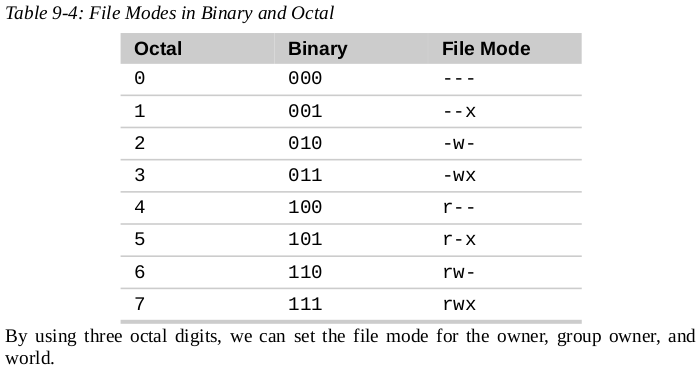 Table 9-4: File Modes in Binary and Octal
Octal Binary File Mode
0 000 ---
1 001 --x
2 010 -w-
3 011 -wx
4 100 r--
5 101 r-x
6 110 rw-
7 111 rwx
By using three octal digits, we can set the file mode for the owner, group owner, and
world.